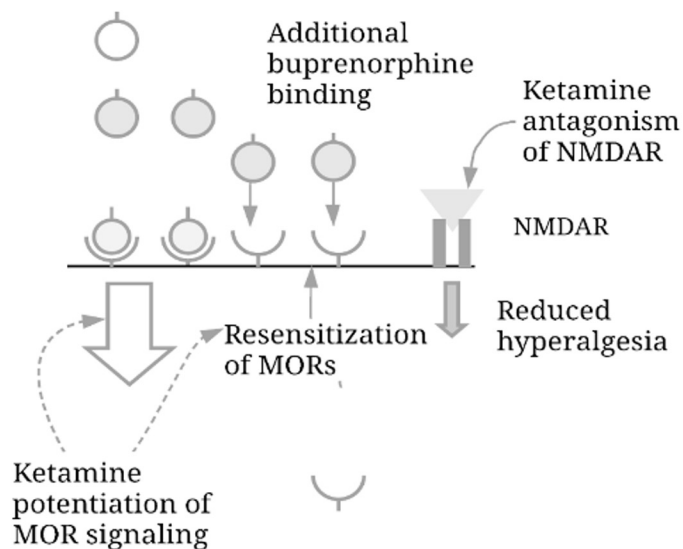 Additional
buprenorphine
binding
Ketamine
antagonism
of NMDAR
NMDAR
Reduced
hyperalgesia
Resensitization
of MORs
Ketamine
potentiation of
MOR signaling